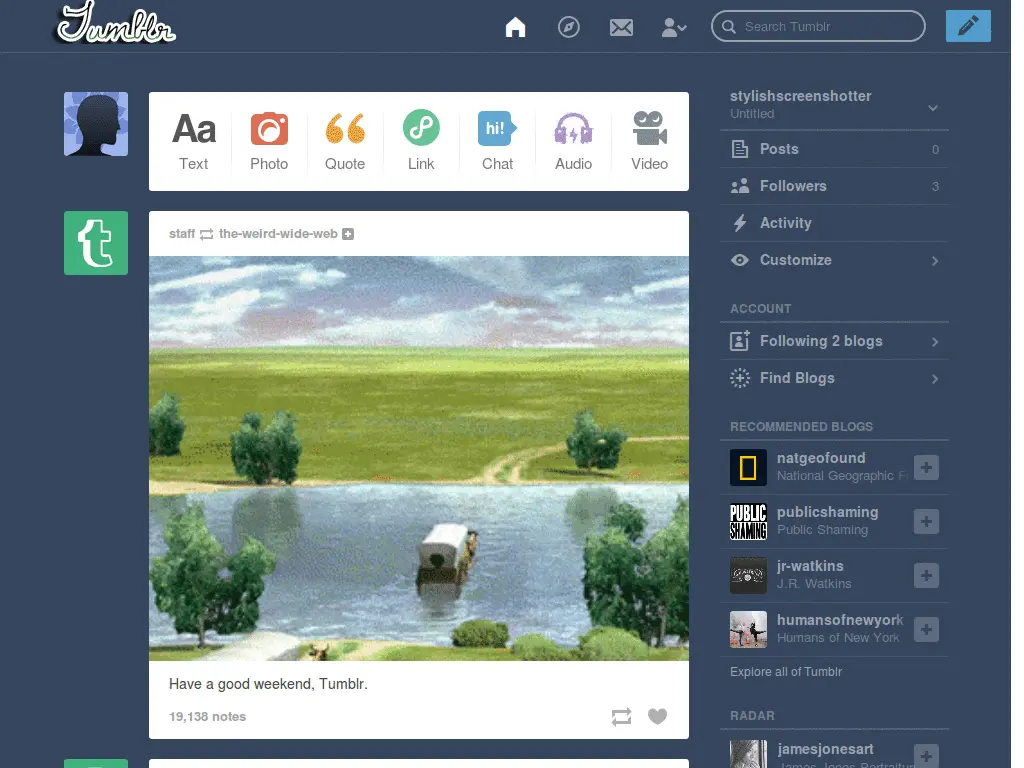 Tumblr
Search Tumblr
Aa
hi!
Text
Photo
Quote
Link
Chat
Audio
Video
t
staff the-weird-wide-web
Have a good weekend, Tumblr.
19,138 notes
stylishscreenshotter
Untitled
Posts 0
Followers 3
Activity
Customize
ACCOUNT
Following 2 blogs
Find Blogs
RECOMMENDED BLOGS
natgeofound
National Geographic F
PUBLIC
SHAMING
publicshaming
Public Shaming
jr-watkins
J.R. Watkins
humansofnewyork
Humans of New York
Explore all of Tumblr
RADAR
jamesjonesart
James Jones Portraitur